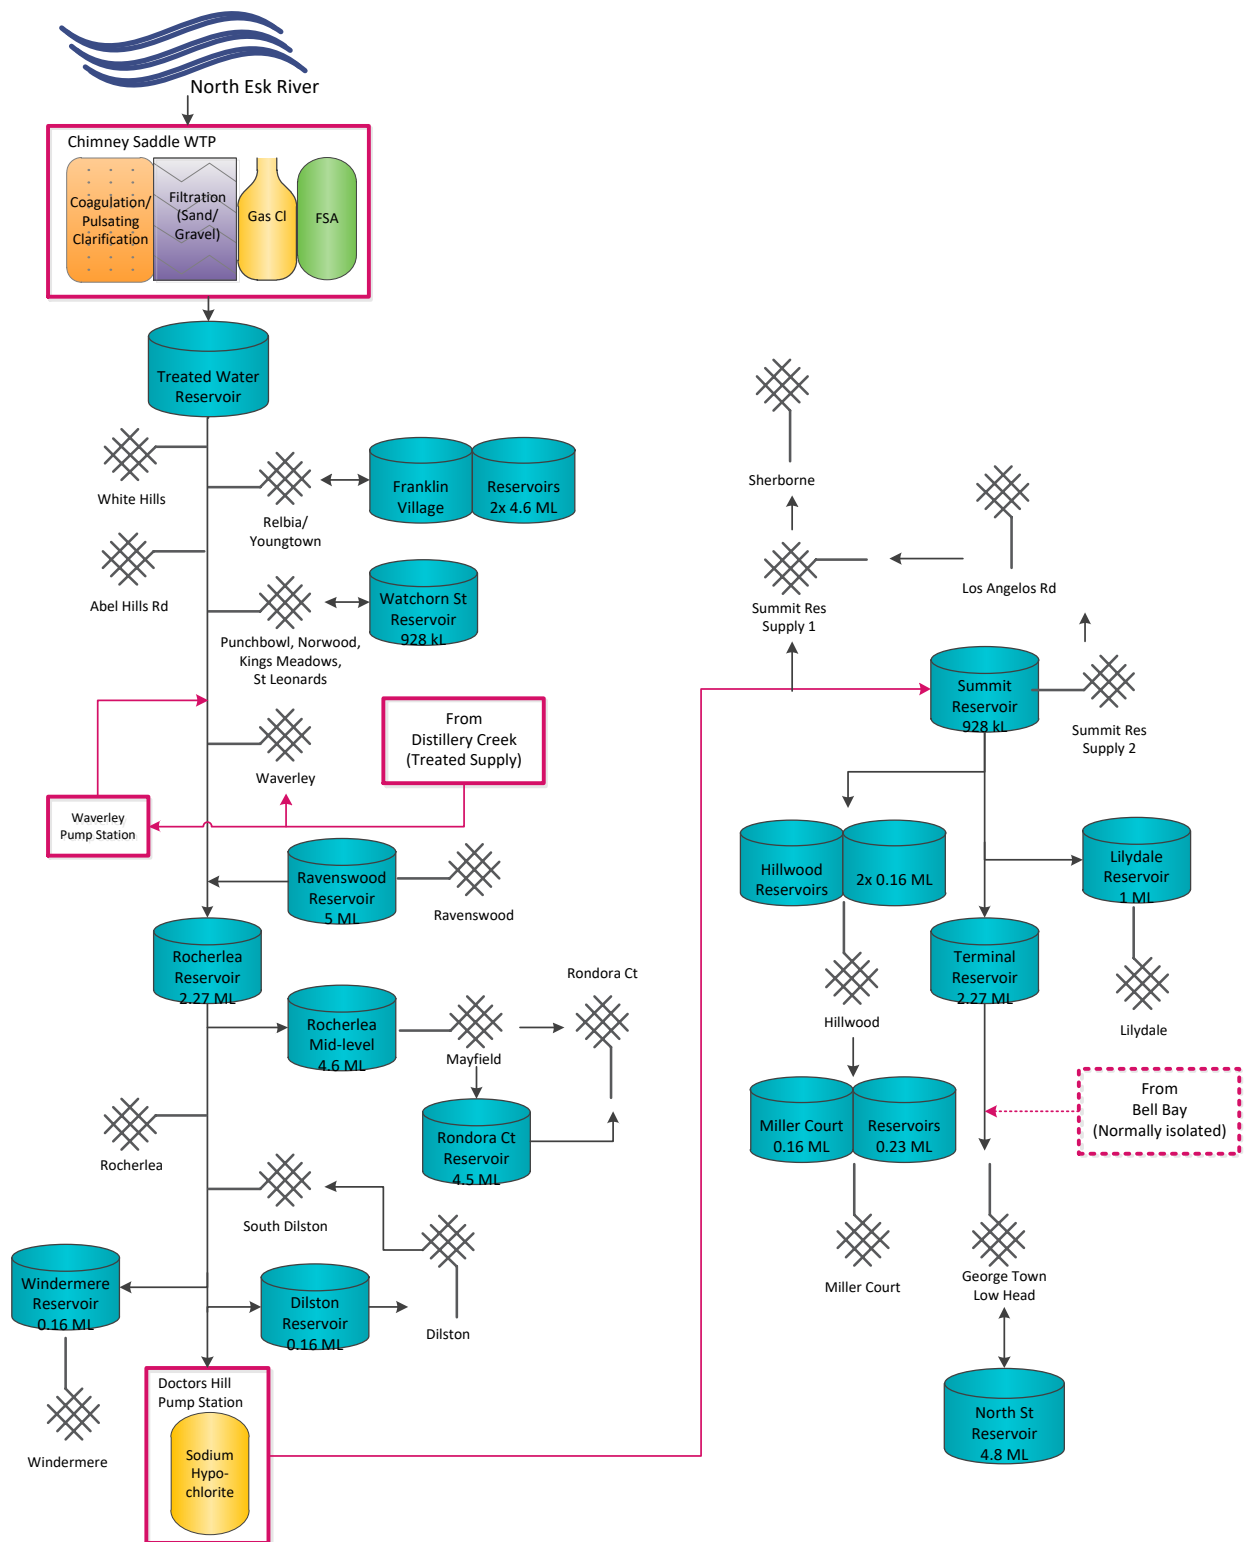 North Esk River
Chimney Saddle WTP
Coagulation/
Pulsating
Clarification
Filtration
(Sand/
Gravel)
Gas Cl
FSA
Treated Water
Reservoir
White Hills
Relbia/
Youngtown
Franklin
Village
Reservoirs
2x 4.6 ML
Abel Hills Rd
Punchbowl, Norwood,
Kings Meadows,
St Leonards
Watchorn St
Reservoir
928 kL
Waverley
From
Distillery Creek
(Treated Supply)
Waverley
Pump Station
Ravenswood
Reservoir
5 ML
Ravenswood
Rocherlea
Reservoir
2.27 ML
Rocherlea
Mid-level
4.6 ML
Mayfield
Rondora Ct
Rondora Ct
Reservoir
4.5 ML
Rocherlea
South Dilston
Windermere
Reservoir
0.16 ML
Dilston
Reservoir
0.16 ML
Dilston
Windermere
Doctors Hill
Pump Station
Sodium
Hypo-
chlorite
Sherborne
Summit Res
Supply 1
Los Angelos Rd
Summit
Reservoir
928 kL
Summit Res
Supply 2
Hillwood
Reservoirs
2x 0.16 ML
Lilydale
Reservoir
1 ML
Hillwood
Terminal
Reservoir
2.27 ML
Lilydale
Miller Court
0.16 ML
Reservoirs
0.23 ML
From
Bell Bay
(Normally isolated)
Miller Court
George Town
Low Head
North St
Reservoir
4.8 ML